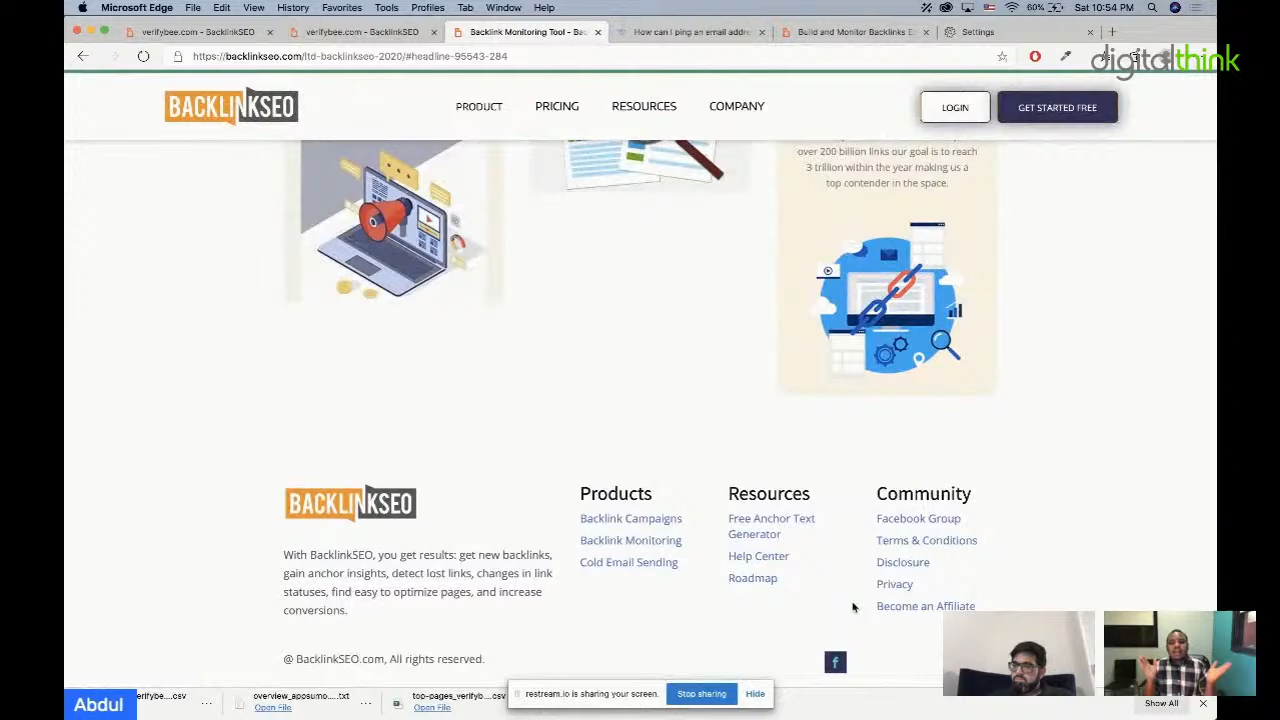 Microsoft Edge File Edit View History Favorites Tools Profiles Tab Window Help
60% Sat 10:54 PM
verifybee.com - BacklinkSEO
verifybee.com - BacklinkSEO
Backlink Monitoring Tool - Bac
How can I ping an email addre
Build and Monitor Backlinks E
Settings
https://backlinkseo.com/ltd-backlinkseo-2020/#headline-95543-284
digitalthink
BACKLINKSEO
PRODUCT PRICING RESOURCES COMPANY
LOGIN
GET STARTED FREE
over 200 billion links our goal is to reach
3 trillion within the year making us a
top contender in the space.
BACKLINKSEO
With BacklinkSEO, you get results: get new backlinks,
gain anchor insights, detect lost links, changes in link
statuses, find easy to optimize pages, and increase
conversions.
@ BacklinkSEO.com, All rights reserved.
Products
Backlink Campaigns
Backlink Monitoring
Cold Email Sending
Resources
Free Anchor Text
Generator
Help Center
Roadmap
Community
Facebook Group
Terms & Conditions
Disclosure
Privacy
Become an Affiliate
f
restream.io is sharing your screen.
Stop sharing
Hide
Abdul
erifybe....csv
overview_appsumo....txt
Open File
top-pages_verifyb....csv
Open File
Show All